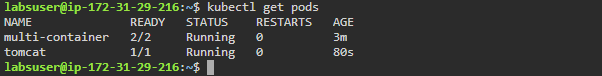 labsuser@ip-172-31-29-216:~$ kubectl get pods
NAME READY STATUS RESTARTS AGE
multi-container 2/2 Running 0 3m
tomcat 1/1 Running 0 80s
labsuser@ip-172-31-29-216:~$